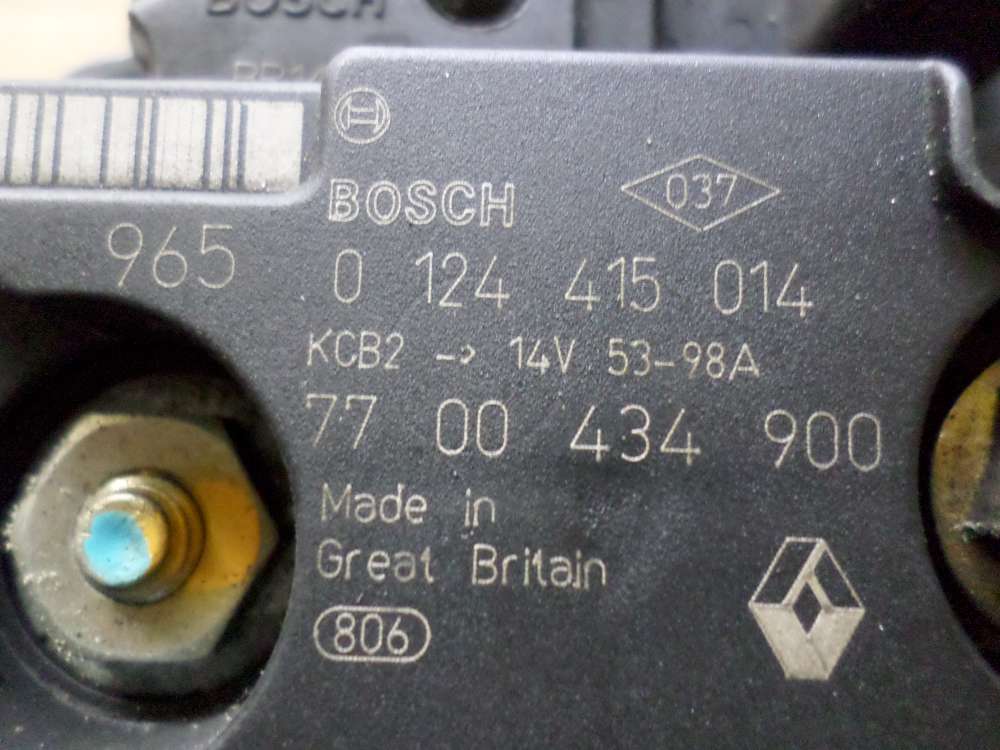 BOSCH
BOSCH
037
965
0 124 415 014
KCB2 -> 14V 53-98A
77 00 434 900
Made in
Great Britain
806